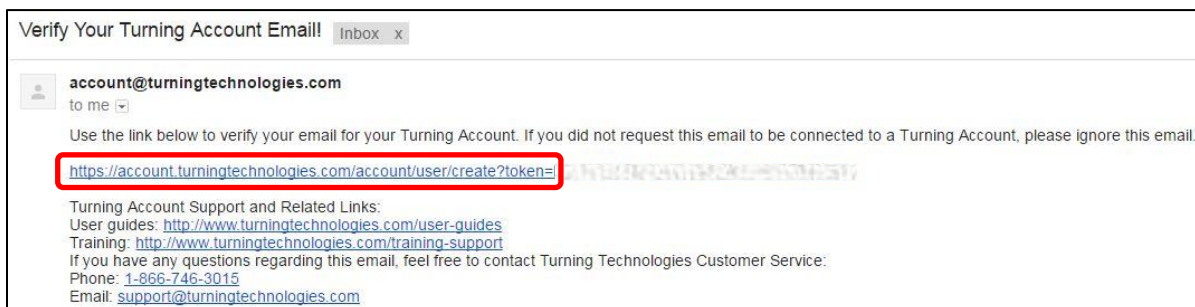 Verify Your Turning Account Email! Inbox x
account@turningtechnologies.com
to me
Use the link below to verify your email for your Turning Account. If you did not request this email to be connected to a Turning Account, please ignore this email.
https://account.turningtechnologies.com/account/user/create?token=
Turning Account Support and Related Links:
User guides: http://www.turningtechnologies.com/user-guides
Training: http://www.turningtechnologies.com/training-support
If you have any questions regarding this email, feel free to contact Turning Technologies Customer Service:
Phone: 1-866-746-3015
Email: support@turningtechnologies.com